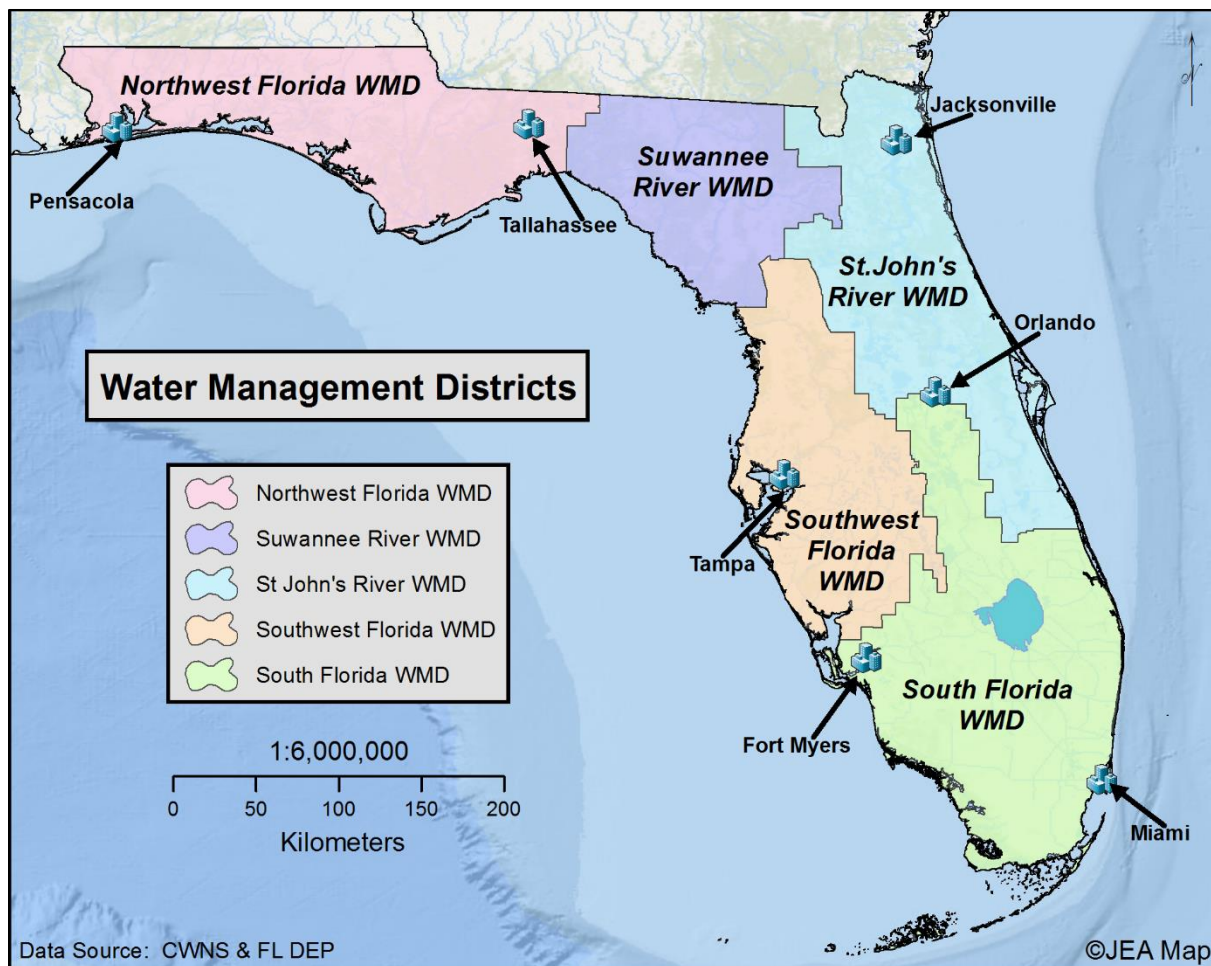 Northwest Florida WMD
Jacksonville
Suwannee
River WMD
Pensacola
Tallahassee
St.John's
River WMD
Orlando
Water Management Districts
Northwest Florida WMD
Suwannee River WMD
St John's River WMD
Southwest Florida WMD
South Florida WMD
Southwest
Florida
WMD
Tampa
South Florida
WMD
Fort Myers
Miami
1:6,000,000
0 50 100 150 200
Kilometers
Data Source: CWNS & FL DEP
©JEA Map
N